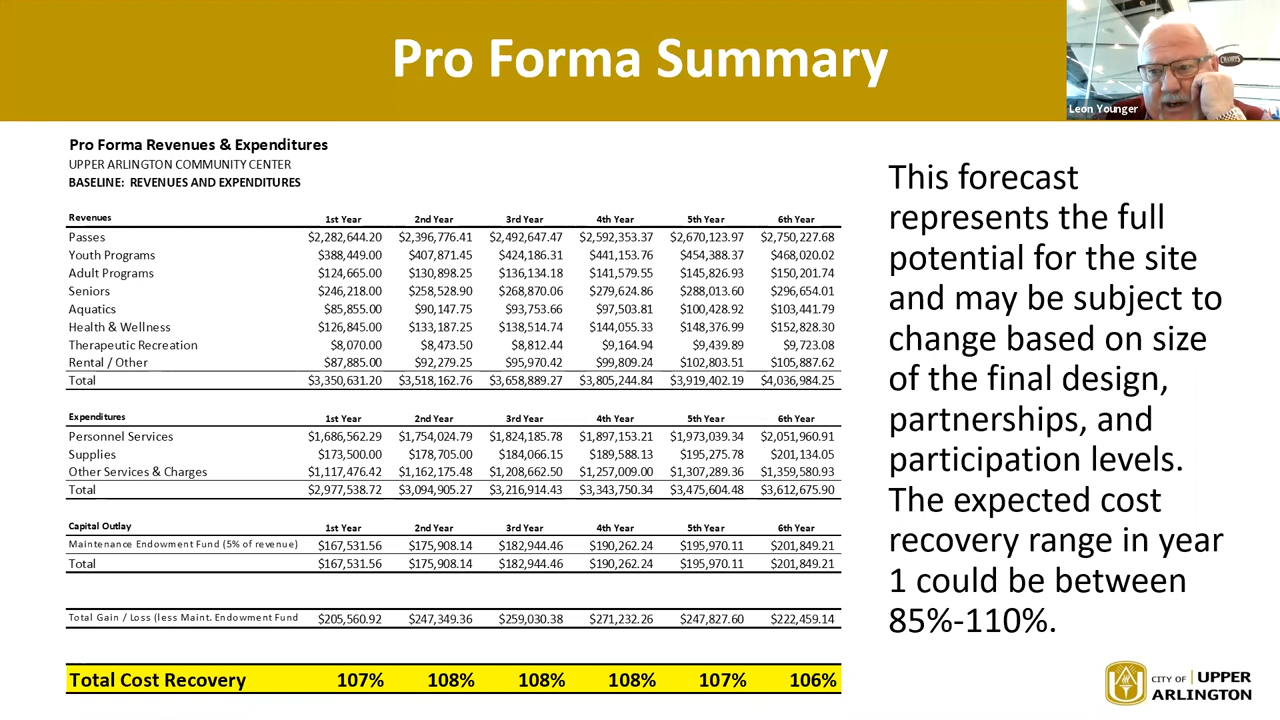 Pro Forma Summary
Leon Younger
Pro Forma Revenues & Expenditures
UPPER ARLINGTON COMMUNITY CENTER
BASELINE: REVENUES AND EXPENDITURES
Revenues 1st Year 2nd Year 3rd Year 4th Year 5th Year 6th Year
Passes $2,282,644.20 $2,396,776.41 $2,492,647.47 $2,592,353.37 $2,670,123.97 $2,750,227.68
Youth Programs $388,449.00 $407,871.45 $424,186.31 $441,153.76 $454,388.37 $468,020.02
Adult Programs $124,665.00 $130,898.25 $136,134.18 $141,579.55 $145,826.93 $150,201.74
Seniors $246,218.00 $258,528.90 $268,870.06 $279,624.86 $288,013.60 $296,654.01
Aquatics $85,855.00 $90,147.75 $93,753.66 $97,503.81 $100,428.92 $103,441.79
Health & Wellness $126,845.00 $133,187.25 $138,514.74 $144,055.33 $148,376.99 $152,828.30
Therapeutic Recreation $8,070.00 $8,473.50 $8,812.44 $9,164.94 $9,439.89 $9,723.08
Rental / Other $87,885.00 $92,279.25 $95,970.42 $99,809.24 $102,803.51 $105,887.62
Total $3,350,631.20 $3,518,162.76 $3,658,889.27 $3,805,244.84 $3,919,402.19 $4,036,984.25
Expenditures 1st Year 2nd Year 3rd Year 4th Year 5th Year 6th Year
Personnel Services $1,686,562.29 $1,754,024.79 $1,824,185.78 $1,897,153.21 $1,973,039.34 $2,051,960.91
Supplies $173,500.00 $178,705.00 $184,066.15 $189,588.13 $195,275.78 $201,134.05
Other Services & Charges $1,117,476.42 $1,162,175.48 $1,208,662.50 $1,257,009.00 $1,307,289.36 $1,359,580.93
Total $2,977,538.72 $3,094,905.27 $3,216,914.43 $3,343,750.34 $3,475,604.48 $3,612,675.90
Capital Outlay 1st Year 2nd Year 3rd Year 4th Year 5th Year 6th Year
Maintenance Endowment Fund (5% of revenue) $167,531.56 $175,908.14 $182,944.46 $190,262.24 $195,970.11 $201,849.21
Total $167,531.56 $175,908.14 $182,944.46 $190,262.24 $195,970.11 $201,849.21
Total Gain / Loss (less Maint. Endowment Fund $205,560.92 $247,349.36 $259,030.38 $271,232.26 $247,827.60 $222,459.14
Total Cost Recovery 107% 108% 108% 108% 107% 106%
This forecast
represents the full
potential for the site
and may be subject to
change based on size
of the final design,
partnerships, and
participation levels.
The expected cost
recovery range in year
1 could be between
85%-110%.
CITY OF UPPER
ARLINGTON